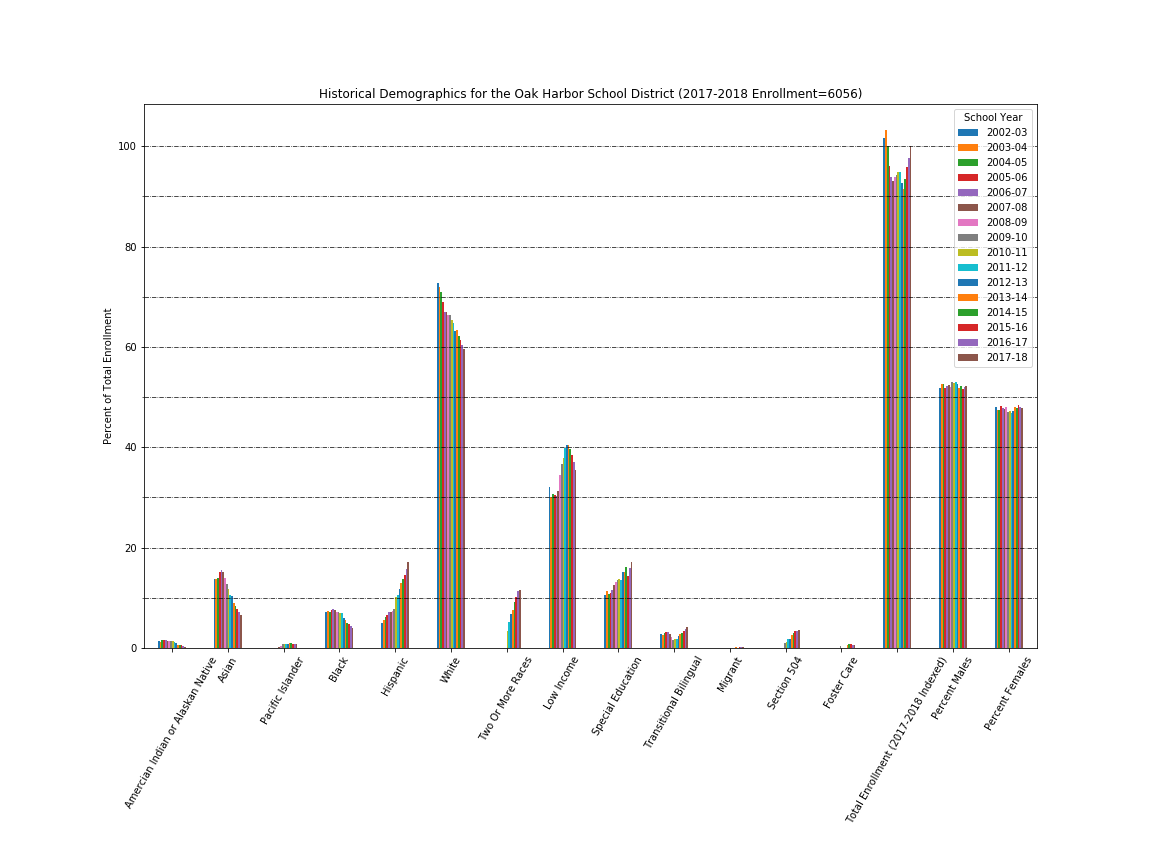 Historical Demographics for the Oak Harbor School District (2017-2018 Enrollment=6056)
Percent of Total Enrollment
100
80
60
40
20
0
School Year
2002-03
2003-04
2004-05
2005-06
2006-07
2007-08
2008-09
2009-10
2010-11
2011-12
2012-13
2013-14
2014-15
2015-16
2016-17
2017-18
Amercian Indian or Alaskan Native
Asian
Pacific Islander
Black
Hispanic
White
Two Or More Races
Low Income
Special Education
Transitional Bilingual
Migrant
Section 504
Foster Care
Total Enrollment (2017-2018 Indexed)
Percent Males
Percent Females